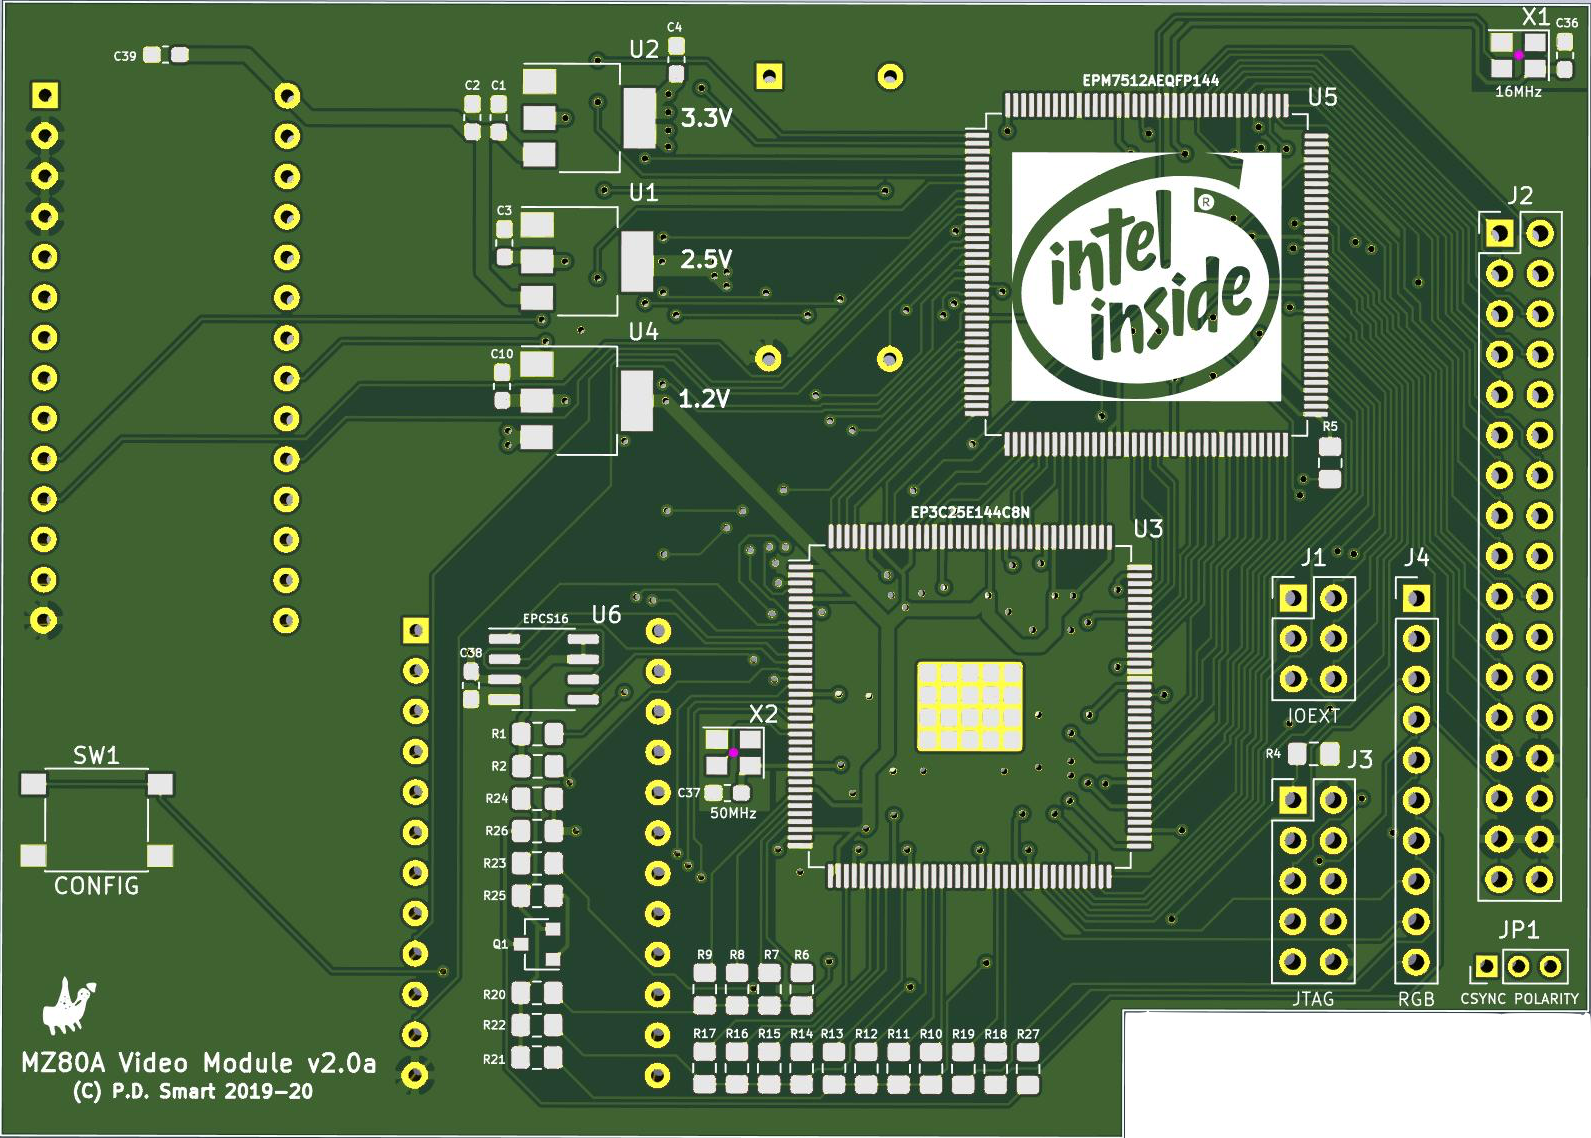 X1
C36
C4
U2
C39
EPM7512AEQFP144
16MHz
C2
C1
U5
3.3V
intel
®
inside
U1
J2
C3
2.5V
U4
C10
1.2V
R5
EP3C25E144C8N
U3
J1
J4
U6
EPCS16
C38
IOEXT
X2
R1
SW1
R4
J3
R2
C37
R24
50MHz
R26
R23
CONFIG
R25
JP1
Q1
R9 R8 R7 R6
R20
JTAG
RGB
CSYNC POLARITY
R22
R17 R16 R15 R14 R13 R12 R11 R10 R19 R18 R27
R21
MZ80A Video Module v2.0a
(C) P.D. Smart 2019-20